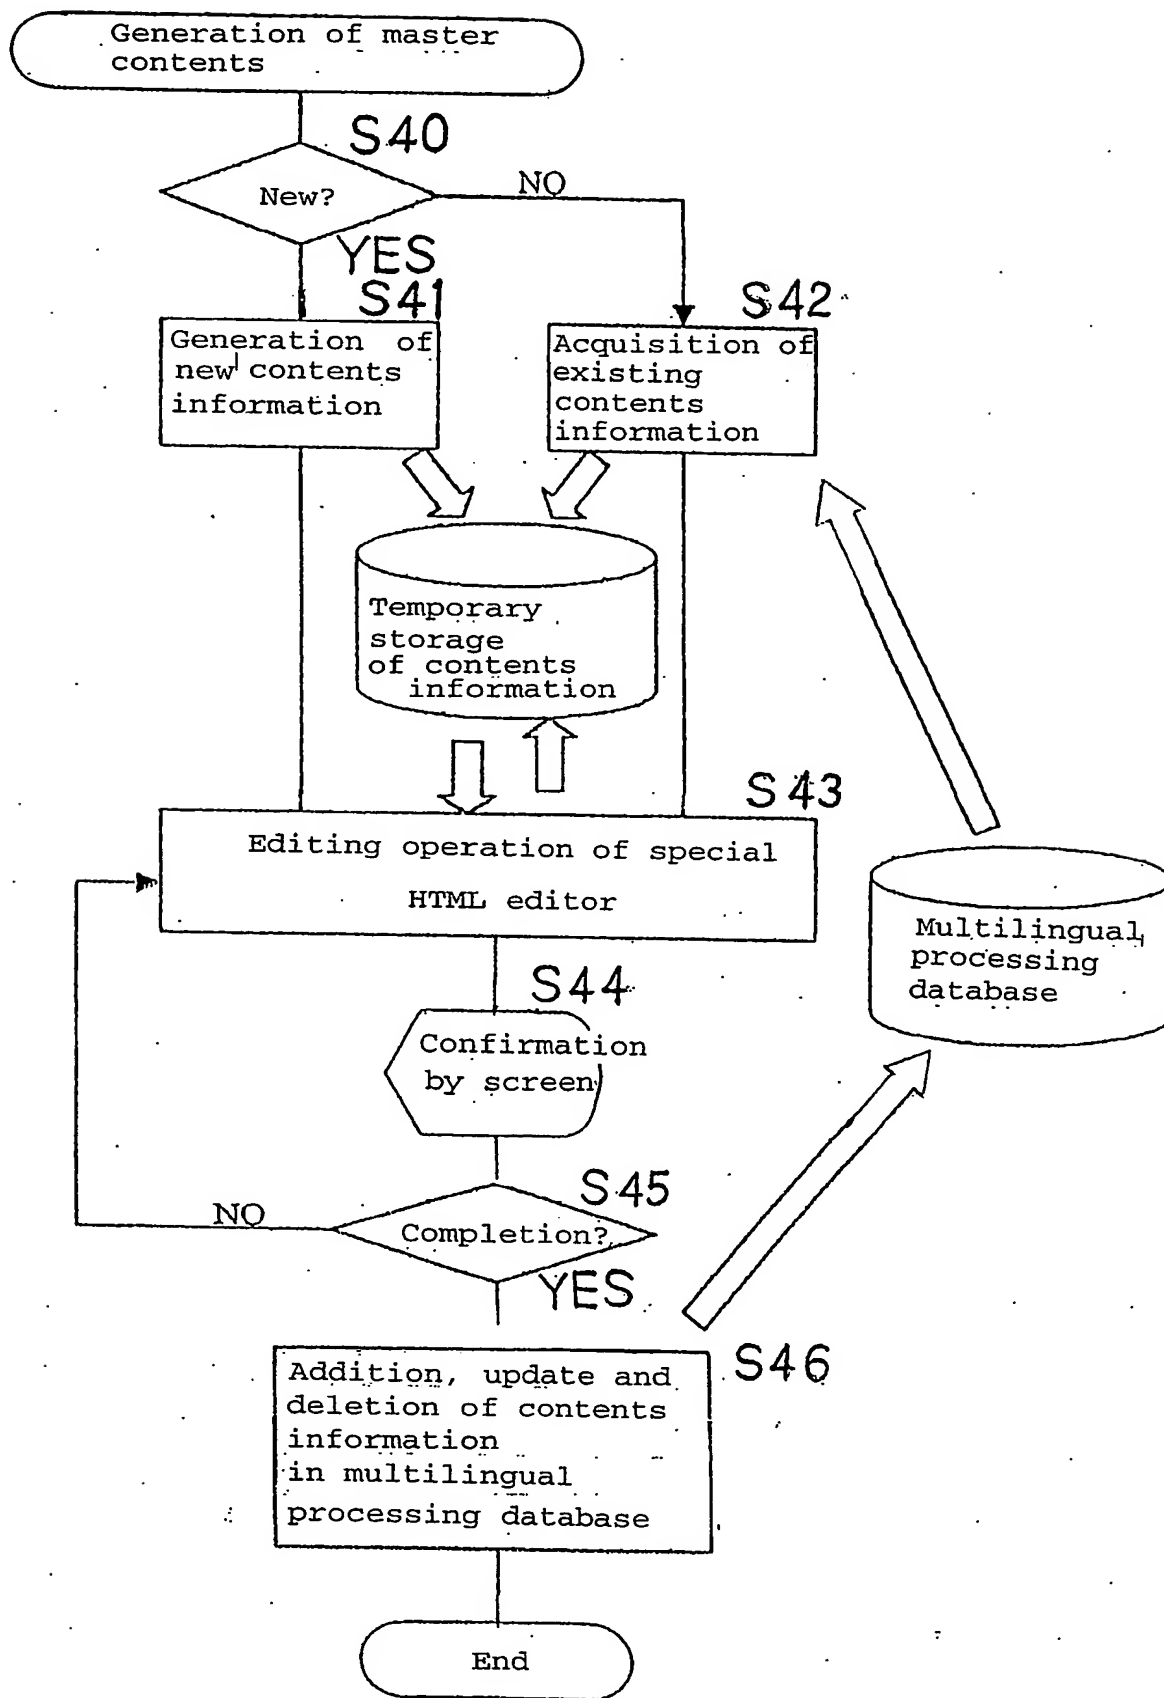 Generation of master
contents
S40
New?
NO
YES
S41
S42
Generation of
new contents
information
Acquisition of
existing
contents
information
Temporary
storage
of contents
information
S43
Editing operation of special
HTML editor
Multilingual
processing
database
S44
Confirmation
by screen
S45
NO
Completion?
YES
S46
Addition, update and
deletion of contents
information
in multilingual
processing database
End